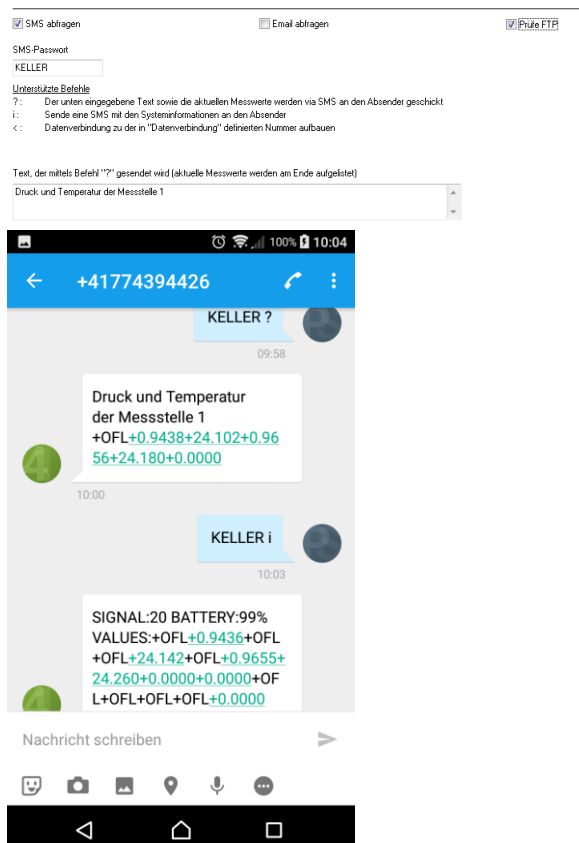 SMS abfragen Email abfragen Prüfe FTP
SMS-Passwort
KELLER
Unterstützte Befehle
? : Der unten eingegebene Text sowie die aktuellen Messwerte werden via SMS an den Absender geschickt
i : Sende eine SMS mit den Systeminformationen an den Absender
< : Datenverbindung zu der in "Datenverbindung" definierten Nummer aufbauen
Text, der mittels Befehl "?" gesendet wird (aktuelle Messwerte werden am Ende aufgelistet)
Druck und Temperatur der Messstelle 1
100% 10:04
+41774394426
KELLER ?
09:58
Druck und Temperatur
der Messstelle 1
+OFL+0.9438+24.102+0.96
56+24.180+0.0000
10:00
KELLER i
10:03
SIGNAL:20 BATTERY:99%
VALUES:+OFL+0.9436+OFL
+OFL+24.142+OFL+0.9655+
24.260+0.0000+0.0000+OF
L+OFL+OFL+OFL+0.0000
Nachricht schreiben